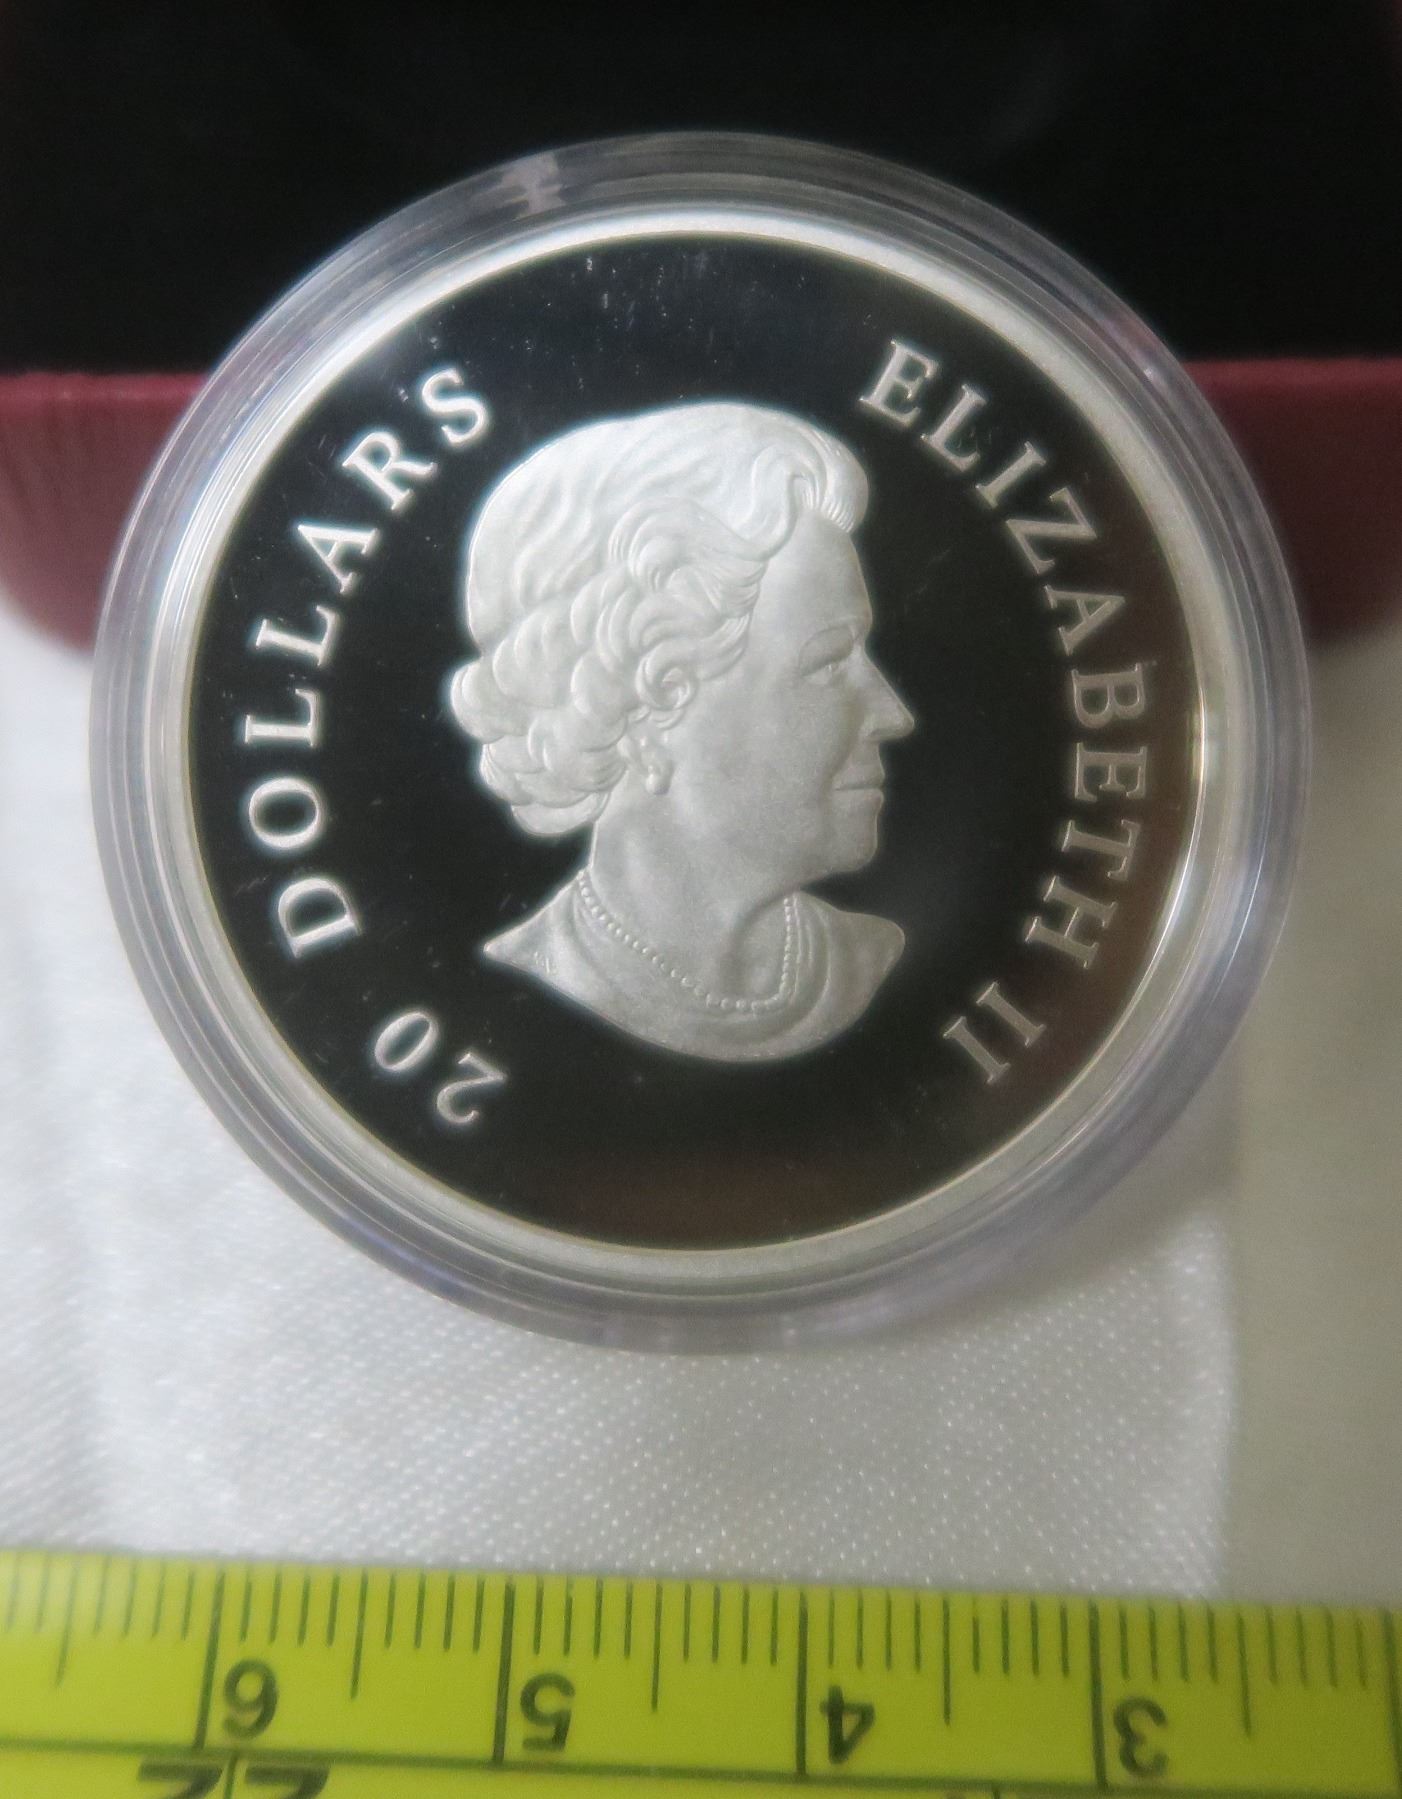 20 DOLLARS
ELIZABETH II
6 5 4 3